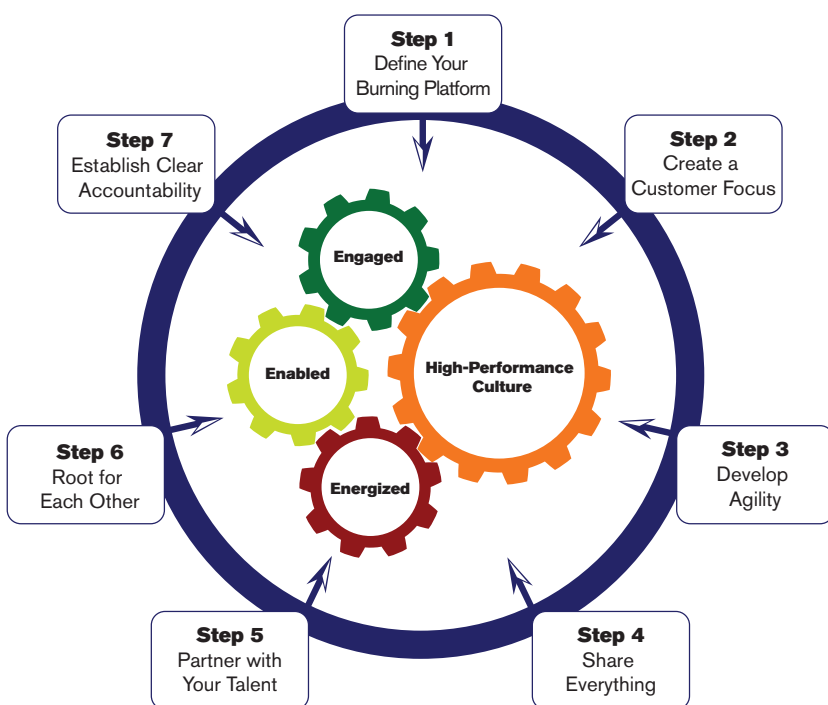 Step 1
Define Your
Burning Platform
Step 2
Create a
Customer Focus
Step 3
Develop
Agility
Step 4
Share
Everything
Step 5
Partner with
Your Talent
Step 6
Root for
Each Other
Step 7
Establish Clear
Accountability
Engaged
Enabled
Energized
High-Performance
Culture